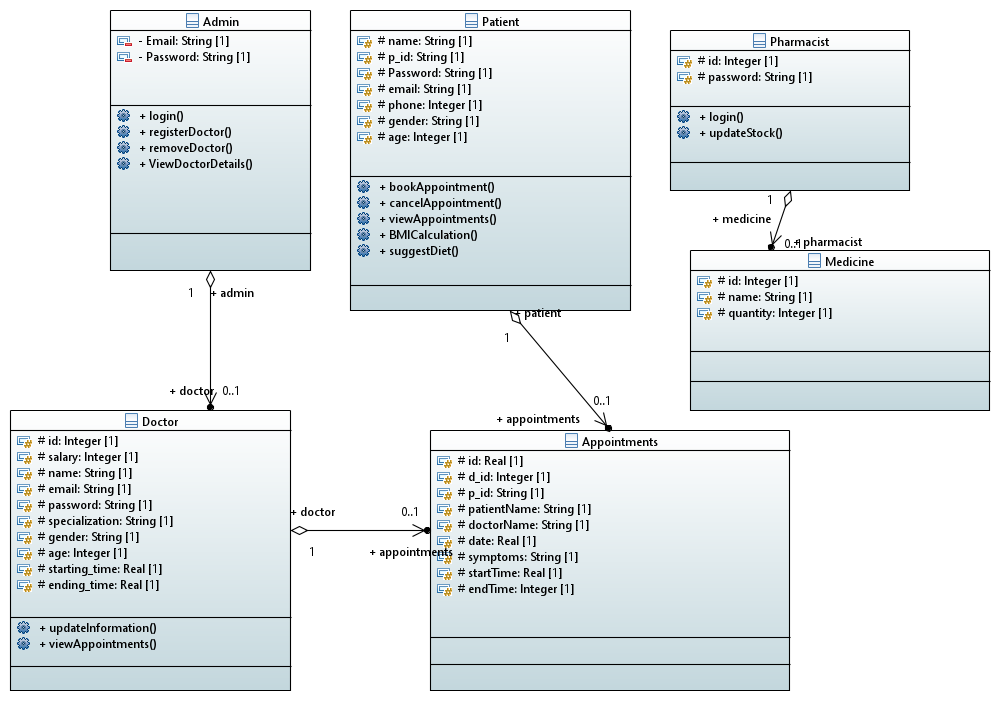 Admin
- Email: String [1]
- Password: String [1]
+ login()
+ registerDoctor()
+ removeDoctor()
+ ViewDoctorDetails()
Patient
# name: String [1]
# p_id: String [1]
# Password: String [1]
# email: String [1]
# phone: Integer [1]
# gender: String [1]
# age: Integer [1]
+ bookAppointment()
+ cancelAppointment()
+ viewAppointments()
+ BMICalculation()
+ suggestDiet()
Pharmacist
# id: Integer [1]
# password: String [1]
+ login()
+ updateStock()
1
+ medicine
0..1
+ pharmacist
Medicine
# id: Integer [1]
# name: String [1]
# quantity: Integer [1]
1
+ admin
+ doctor
0..1
+ patient
1
0..1
+ appointments
Doctor
# id: Integer [1]
# salary: Integer [1]
# name: String [1]
# email: String [1]
# password: String [1]
# specialization: String [1]
# gender: String [1]
# age: Integer [1]
# starting_time: Real [1]
# ending_time: Real [1]
+ updateInformation()
+ viewAppointments()
+ doctor
0..1
1
+ appointments
Appointments
# id: Real [1]
# d_id: Integer [1]
# p_id: String [1]
# patientName: String [1]
# doctorName: String [1]
# date: Real [1]
# symptoms: String [1]
# startTime: Real [1]
# endTime: Integer [1]